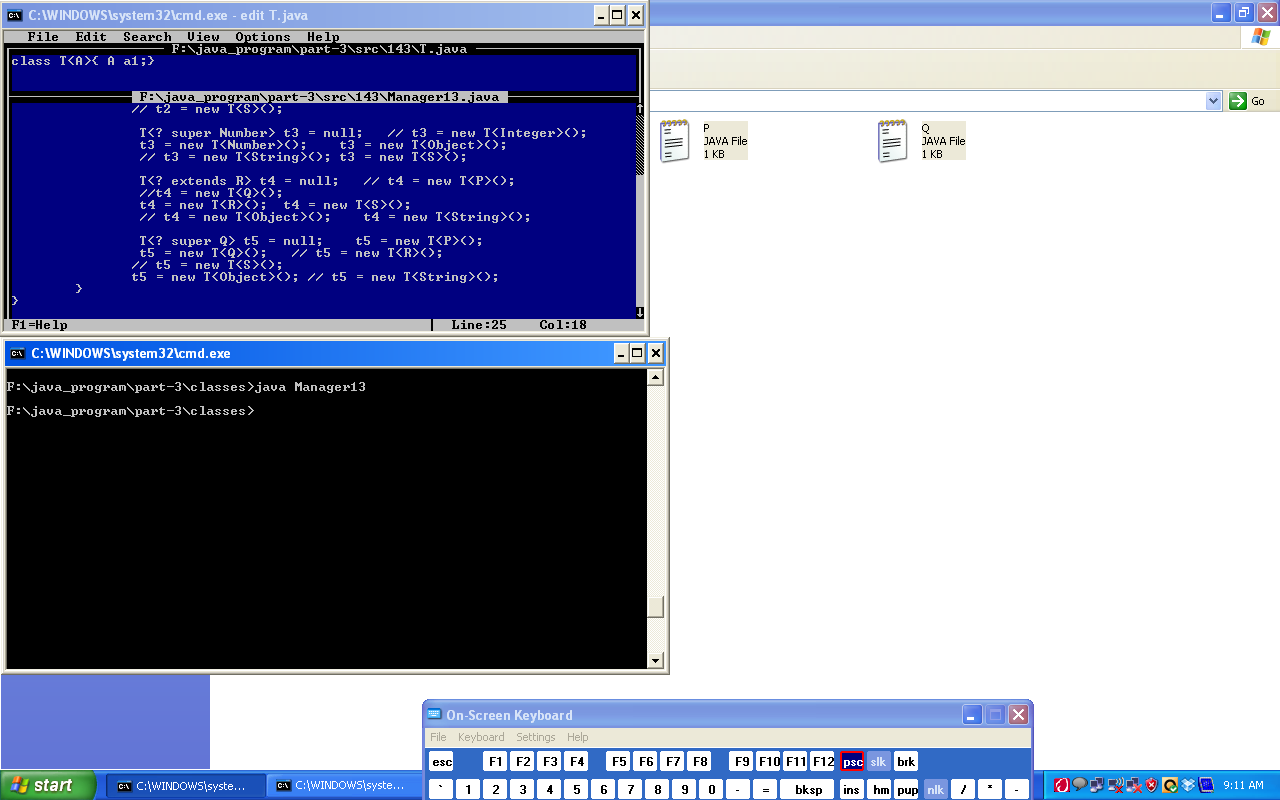 C:\WINDOWS\system32\cmd.exe - edit T.java
File Edit Search View Options Help
F:\java_program\part-3\src\143\T.java
class T<A>{ A a1;}
F:\java_program\part-3\src\143\Manager13.java
// t2 = new T<S>();
T<? super Number> t3 = null;   // t3 = new T<Integer>();
t3 = new T<Number>();    t3 = new T<Object>();
// t3 = new T<String>(); t3 = new T<S>();
T<? extends R> t4 = null;   // t4 = new T<P>();
//t4 = new T<Q>();
t4 = new T<R>();  t4 = new T<S>();
// t4 = new T<Object>();    t4 = new T<String>();
T<? super Q> t5 = null;    t5 = new T<P>();
t5 = new T<Q>();   // t5 = new T<R>();
// t5 = new T<S>();
t5 = new T<Object>(); // t5 = new T<String>();
}
}
F1=Help Line:25 Col:18
Go
P
JAVA File
1 KB
Q
JAVA File
1 KB
C:\WINDOWS\system32\cmd.exe
F:\java_program\part-3\classes>java Manager13
F:\java_program\part-3\classes>
On-Screen Keyboard
File Keyboard Settings Help
esc F1 F2 F3 F4 F5 F6 F7 F8 F9 F10 F11 F12 psc slk brk
` 1 2 3 4 5 6 7 8 9 0 - = bksp ins hm pup nlk / * -
start C:\WINDOWS\syste... C:\WINDOWS\syste... 9:11 AM